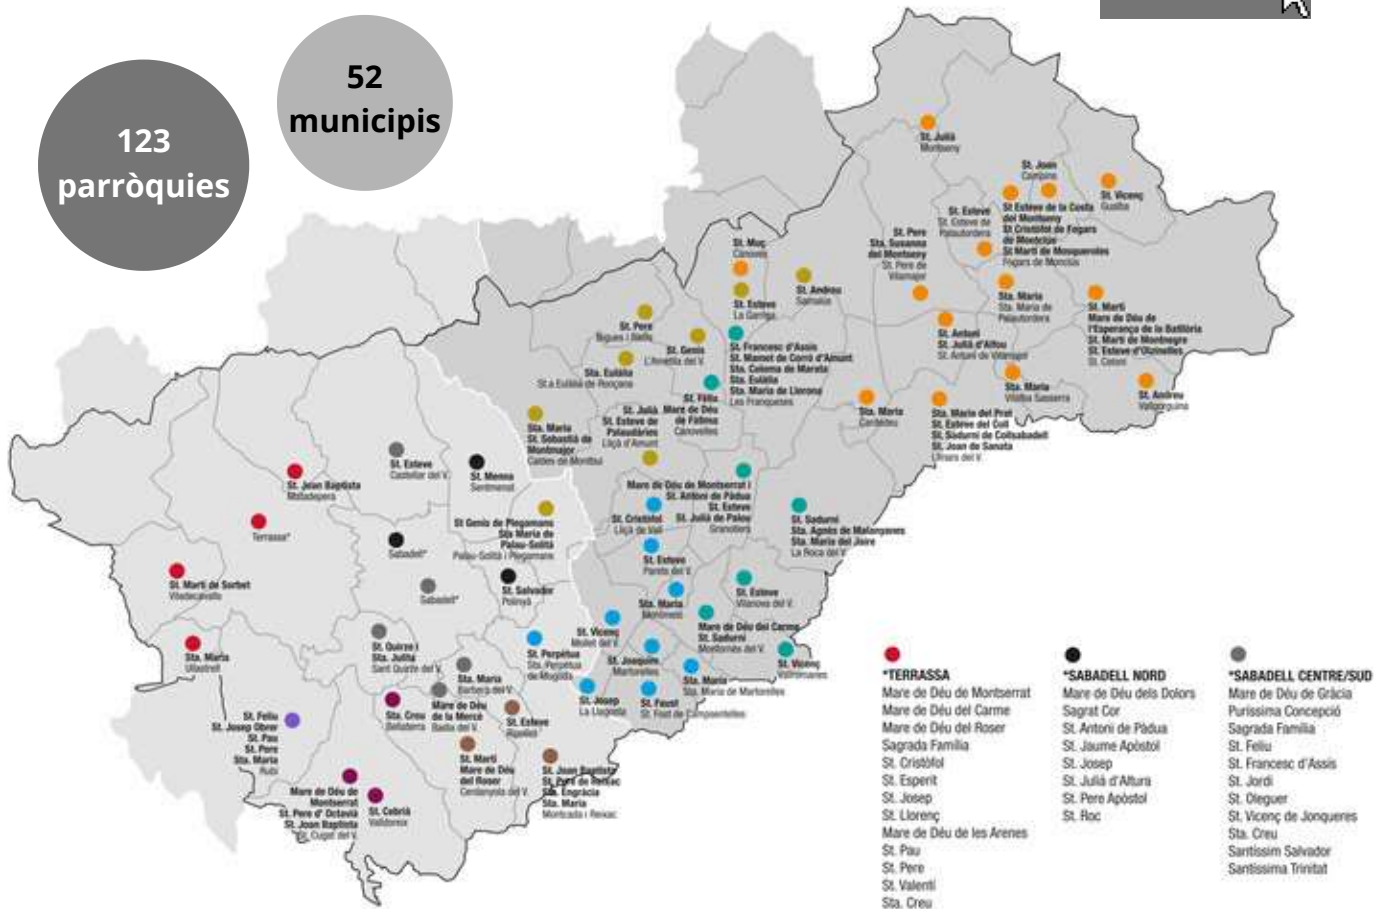 123
parròquies
52
municipis
St. Julià
Montseny
St. Joan
Campins
St. Vicenç
Gualba
St Esteve de la Costa
del Montseny
St Cristòfol de Fogars
de Montclús
St Martí de Mosqueroles
Fogars de Monclús
St. Esteve
St. Esteve de
Palautordera
St. Pere
Sta. Susanna
del Montseny
St. Pere de
Vilamajor
St. Muç
Cànoves
St. Andreu
Samalús
St. Esteve
La Garriga
Sta. Maria
Sta. Maria de
Palautordera
St. Martí
Mare de Déu de
l'Esperança de la Batllòria
St. Martí de Montnegre
St. Esteve d'Olzinelles
St. Celoni
St. Antoni
St. Julià d'Alfou
St. Antoni de Vilamajor
St. Pere
Bigues i Riells
St. Genís
L'Ametlla del V.
St. Francesc d'Assís
St. Mamet de Corró d'Amunt
Sta. Coloma de Marata
Sta. Eulàlia
Sta. Maria de Llerona
Les Franqueses
Sta. Eulàlia
St.a Eulàlia de Ronçana
St. Fèlix
Mare de Déu
de Fàtima
Canovelles
Sta. Maria
Vilalba Sasserra
St. Andreu
Vallgorguina
Sta. Maria
Cardedeu
Sta. Maria del Prat
St. Esteve del Coll
St. Sadurní de Collsabadell
St. Joan de Sanata
Llinars del V.
St. Julià
St. Esteve de
Palaudàries
Lliçà d'Amunt
Sta. Maria
St. Sebastià de
Montmajor
Caldes de Montbui
St. Esteve
Castellar del V.
St. Menna
Sentmenat
St. Joan Baptista
Matadepera
Mare de Déu de Montserrat i
St. Antoni de Pàdua
St. Esteve
St. Julià de Palou
Granollers
St. Cristòfol
Lliçà de Vall
St. Sadurní
Sta. Agnès de Malanyanes
Sta. Maria del Jaire
La Roca del V.
St Genís de Plegamans
Sta Maria de
Palau-Solità
Palau-Solità i Plegamans
Terrassa*
Sabadell*
St. Esteve
Parets del V.
St. Martí de Sorbet
Viladecavalls
Sabadell*
St. Salvador
Polinyà
Sta. Maria
Montmeló
St. Esteve
Vilanova del V.
St. Vicenç
Mollet del V.
Mare de Déu del Carme
St. Sadurní
Montornès del V.
Sta. Maria
Ullastrell
St. Quirze i
Sta. Julita
Sant Quirze del V.
Sta. Maria
Barberà del V.
St. Perpètua
Sta. Perpètua
de Mogoda
St. Joaquim
Martorelles
Sta. Maria
Sta. Maria de Martorelles
St. Vicenç
Vallromanes
St. Josep
La Llagosta
St. Faust
St. Fost de Campsentelles
Sta. Creu
Bellaterra
Mare de Déu
de la Mercè
Badia del V.
St. Esteve
Ripollet
St. Feliu
St. Josep Obrer
St. Pau
St. Pere
Sta. Maria
Rubí
St. Martí
Mare de Déu
del Roser
Cerdanyola del V.
St. Joan Baptista
St. Pere de Reixac
Sta. Engràcia
Sta. Maria
Montcada i Reixac
Mare de Déu de
Montserrat
St. Pere d' Octavià
St. Joan Baptista
St. Cugat del V.
St. Cebrià
Valldoreix
*TERRASSA
Mare de Déu de Montserrat
Mare de Déu del Carme
Mare de Déu del Roser
Sagrada Família
St. Cristòfol
St. Esperit
St. Josep
St. Llorenç
Mare de Déu de les Arenes
St. Pau
St. Pere
St. Valentí
Sta. Creu
*SABADELL NORD
Mare de Déu dels Dolors
Sagrat Cor
St. Antoni de Pàdua
St. Jaume Apòstol
St. Josep
St. Julià d'Altura
St. Pere Apòstol
St. Roc
*SABADELL CENTRE/SUD
Mare de Déu de Gràcia
Puríssima Concepció
Sagrada Família
St. Feliu
St. Francesc d'Assís
St. Jordi
St. Oleguer
St. Vicenç de Jonqueres
Sta. Creu
Santíssim Salvador
Santíssima Trinitat